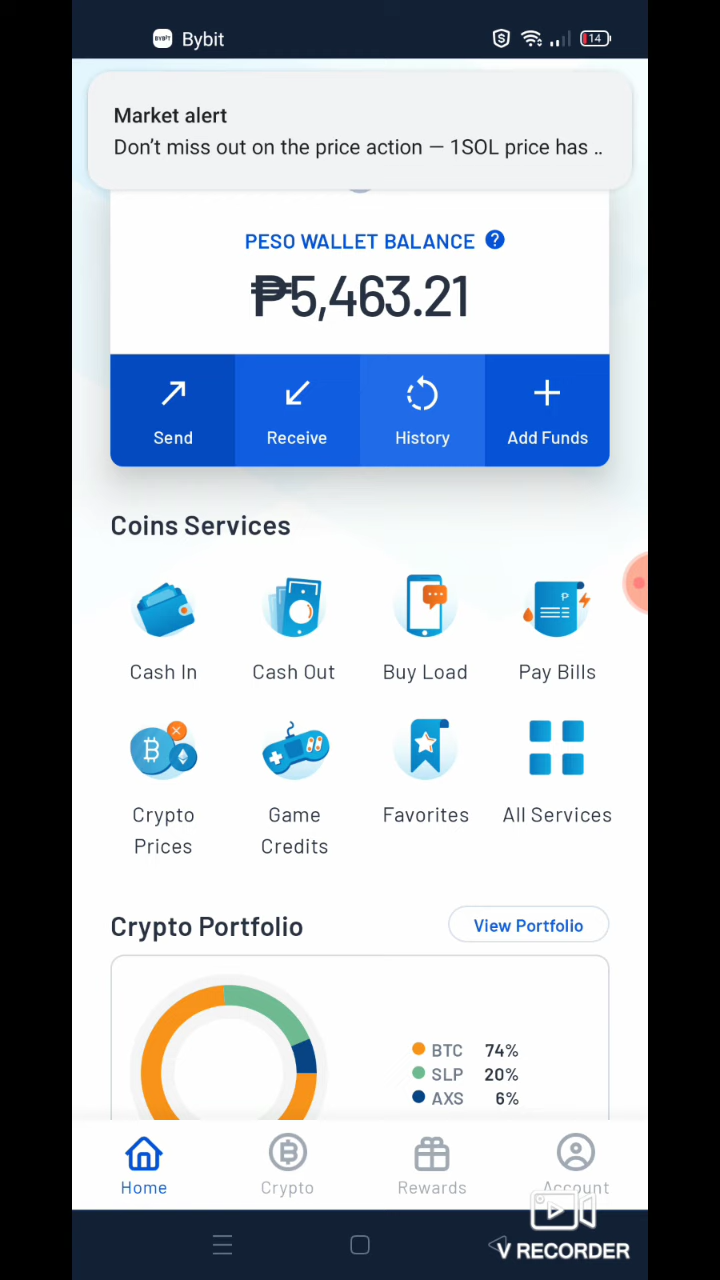 BYBIT Bybit 14
Market alert
Don't miss out on the price action — 1SOL price has ..
PESO WALLET BALANCE ?
₱5,463.21
Send Receive History Add Funds
Coins Services
Cash In Cash Out Buy Load Pay Bills
Crypto Prices Game Credits Favorites All Services
Crypto Portfolio View Portfolio
BTC 74%
SLP 20%
AXS 6%
Home Crypto Rewards Account
V RECORDER